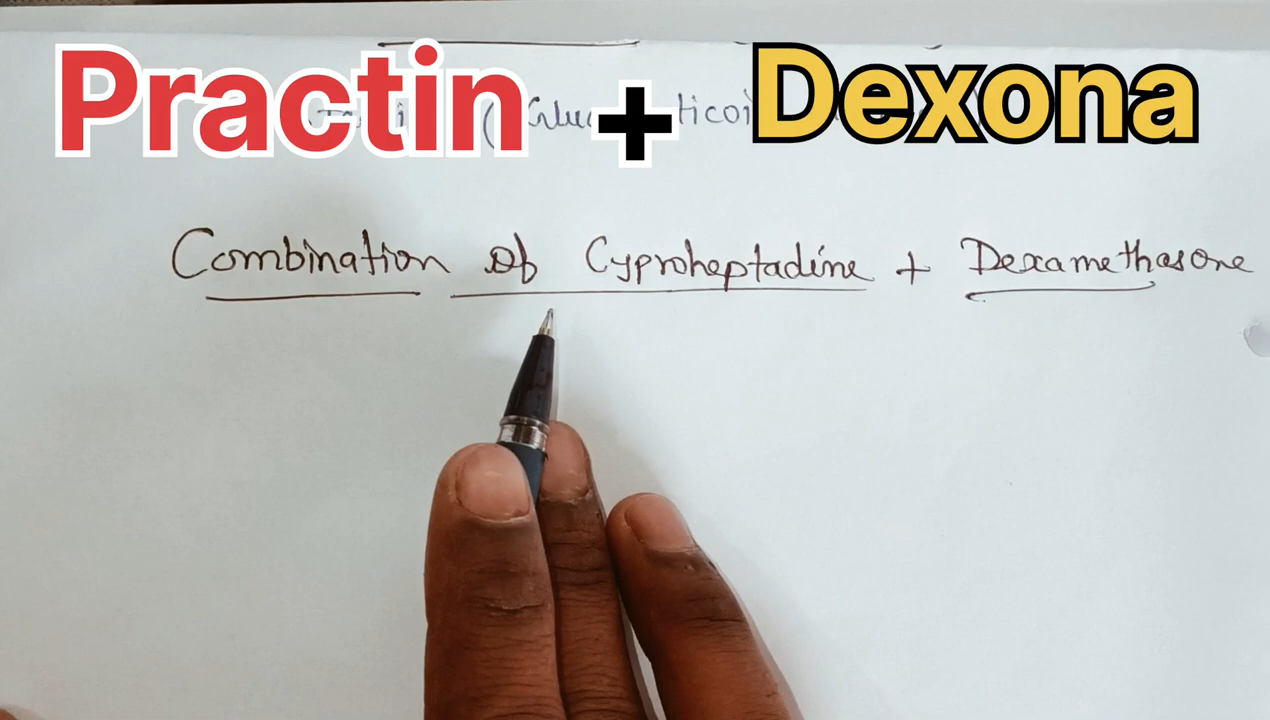 Practin + Dexona
Combination of Cyproheptadine + Dexamethasone